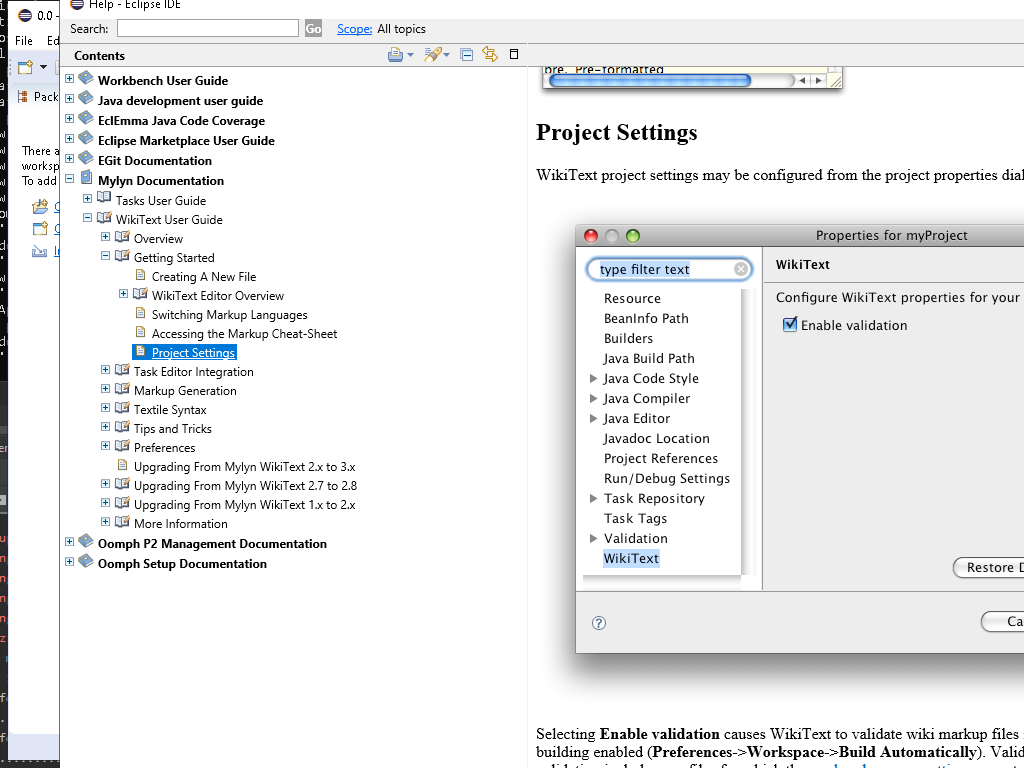 0.0 -
Help - Eclipse IDE
File Ed
Search: Go Scope: All topics
Contents
Pack
There a
worksp
To add
Workbench User Guide
Java development user guide
EclEmma Java Code Coverage
Eclipse Marketplace User Guide
EGit Documentation
Mylyn Documentation
Tasks User Guide
WikiText User Guide
Overview
Getting Started
Creating A New File
WikiText Editor Overview
Switching Markup Languages
Accessing the Markup Cheat-Sheet
Project Settings
Task Editor Integration
Markup Generation
Textile Syntax
Tips and Tricks
Preferences
Upgrading From Mylyn WikiText 2.x to 3.x
Upgrading From Mylyn WikiText 2.7 to 2.8
Upgrading From Mylyn WikiText 1.x to 2.x
More Information
Oomph P2 Management Documentation
Oomph Setup Documentation
pre. Pre-formatted
Project Settings
WikiText project settings may be configured from the project properties dial
Properties for myProject
type filter text
Resource
BeanInfo Path
Builders
Java Build Path
Java Code Style
Java Compiler
Java Editor
Javadoc Location
Project References
Run/Debug Settings
Task Repository
Task Tags
Validation
WikiText
WikiText
Configure WikiText properties for your
Enable validation
Restore D
Ca
Selecting Enable validation causes WikiText to validate wiki markup files
building enabled (Preferences->Workspace->Build Automatically). Valid